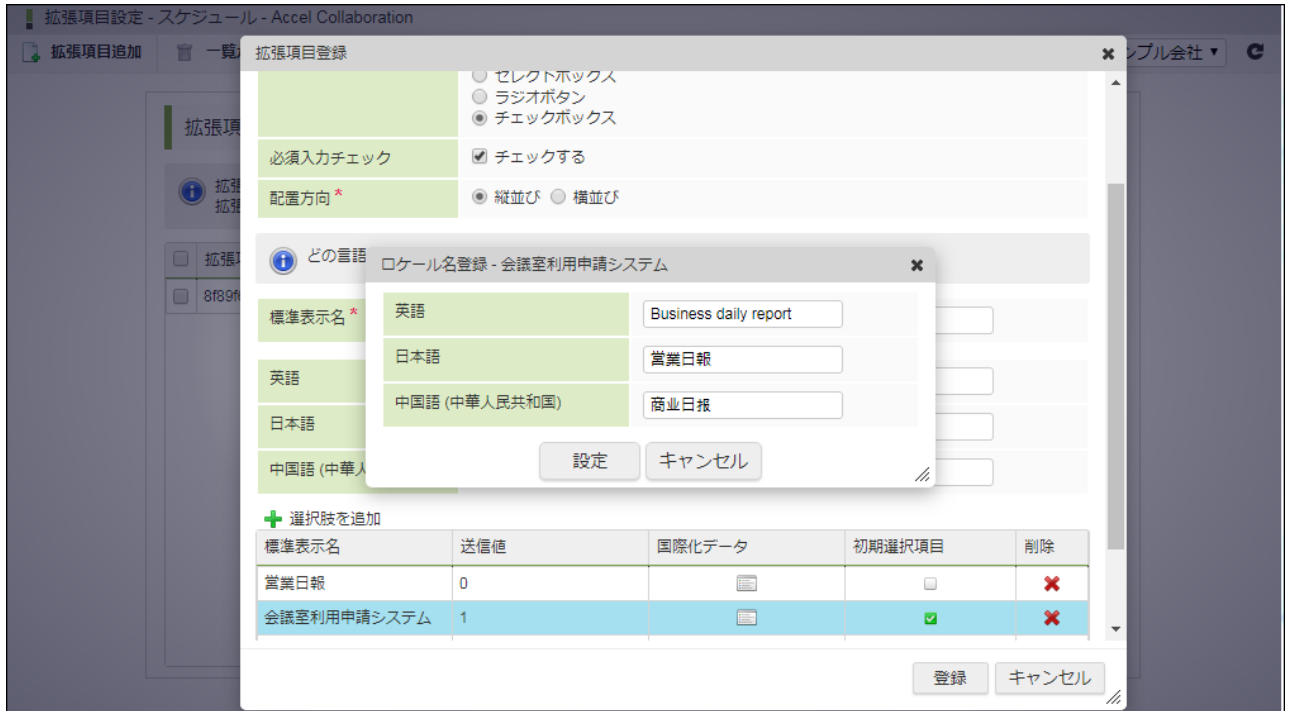 拡張項目設定 - スケジュール - Accel Collaboration
拡張項目追加
一覧
ンプル会社
拡張項
拡張
拡張
拡張項
8f89f6
拡張項目登録
セレクトボックス
ラジオボタン
チェックボックス
必須入力チェック チェックする
配置方向 * 縦並び 横並び
どの言語
標準表示名 *
英語
日本語
中国語 (中華人
ロケール名登録 - 会議室利用申請システム
英語 Business daily report
日本語 営業日報
中国語 (中華人民共和国) 商业日报
設定 キャンセル
選択肢を追加
標準表示名 送信値 国際化データ 初期選択項目 削除
営業日報 0
会議室利用申請システム 1
登録 キャンセル